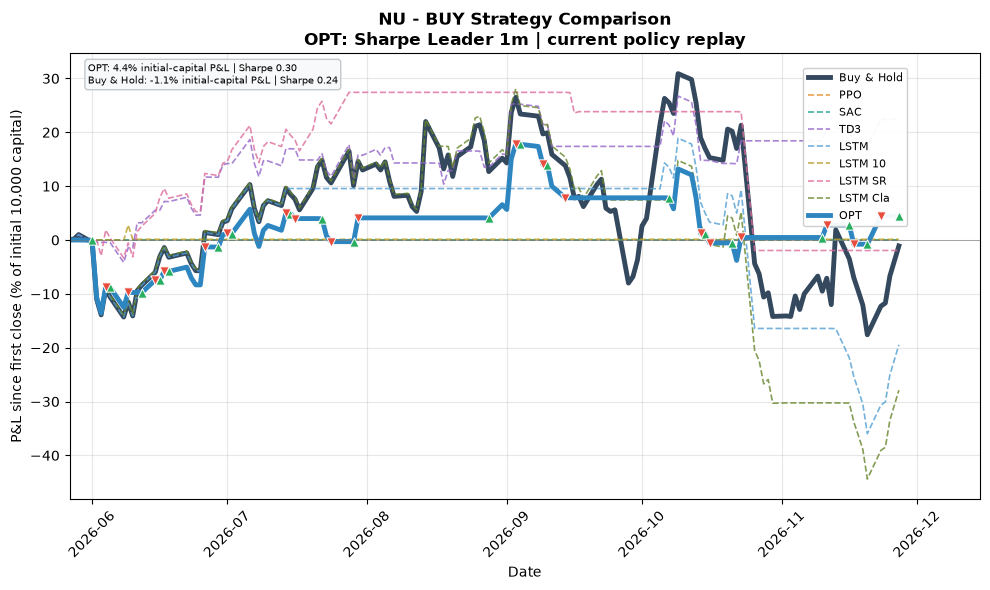 NU - BUY Strategy Comparison
OPT: Sharpe Leader 1m | current policy replay
OPT: 4.4% initial-capital P&L | Sharpe 0.30
Buy & Hold: -1.1% initial-capital P&L | Sharpe 0.24
Buy & Hold
PPO
SAC
TD3
LSTM
LSTM 10
LSTM SR
LSTM Cla
OPT
P&L since first close (% of initial 10,000 capital)
30
20
10
0
−10
−20
−30
−40
2026-06
2026-07
2026-08
2026-09
2026-10
2026-11
2026-12
Date